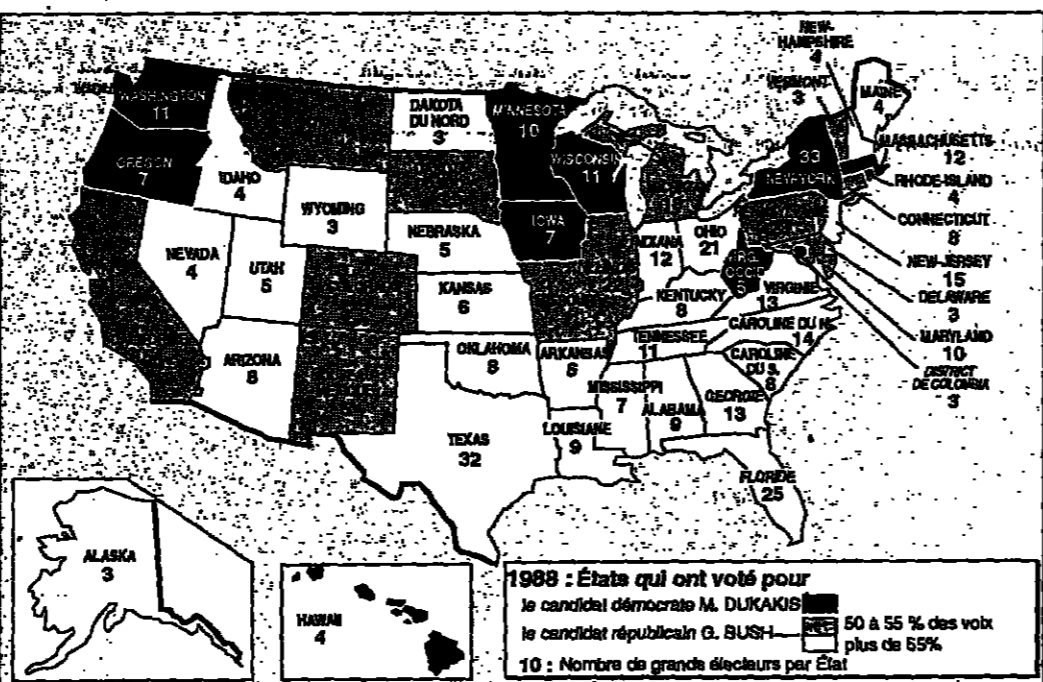 NEW-
HAMPSHIRE
4
VERMONT
3
MAINE
4
MASSACHUSETTS
12
RHODE-ISLAND
4
CONNECTICUT
8
NEW-JERSEY
15
DELAWARE
3
MARYLAND
10
DISTRICT
DE COLOMBIA
3
WASHINGTON
11
OREGON
7
IDAHO
4
DAKOTA
DU NORD
3
MINNESOTA
10
WISCONSIN
11
33
NEW-YORK
WYOMING
3
NEBRASKA
5
IOWA
7
NEVADA
4
UTAH
5
KANSAS
6
INDIANA
12
OHIO
21
VIRG.
OCC.
6
VIRGINIE
13
KENTUCKY
8
TENNESSEE
11
CAROLINE DU N.
14
CAROLINE
DU S.
8
ARIZONA
8
OKLAHOMA
8
ARKANSAS
6
MISSISSIPPI
7
ALABAMA
9
GEORGIE
13
TEXAS
32
LOUISIANE
9
FLORIDE
25
ALASKA
3
HAWAII
4
1988 : États qui ont voté pour
le candidat démocrate M. DUKAKIS
le candidat républicain G. BUSH
50 à 55 % des voix
plus de 55%
10 : Nombre de grands électeurs par État